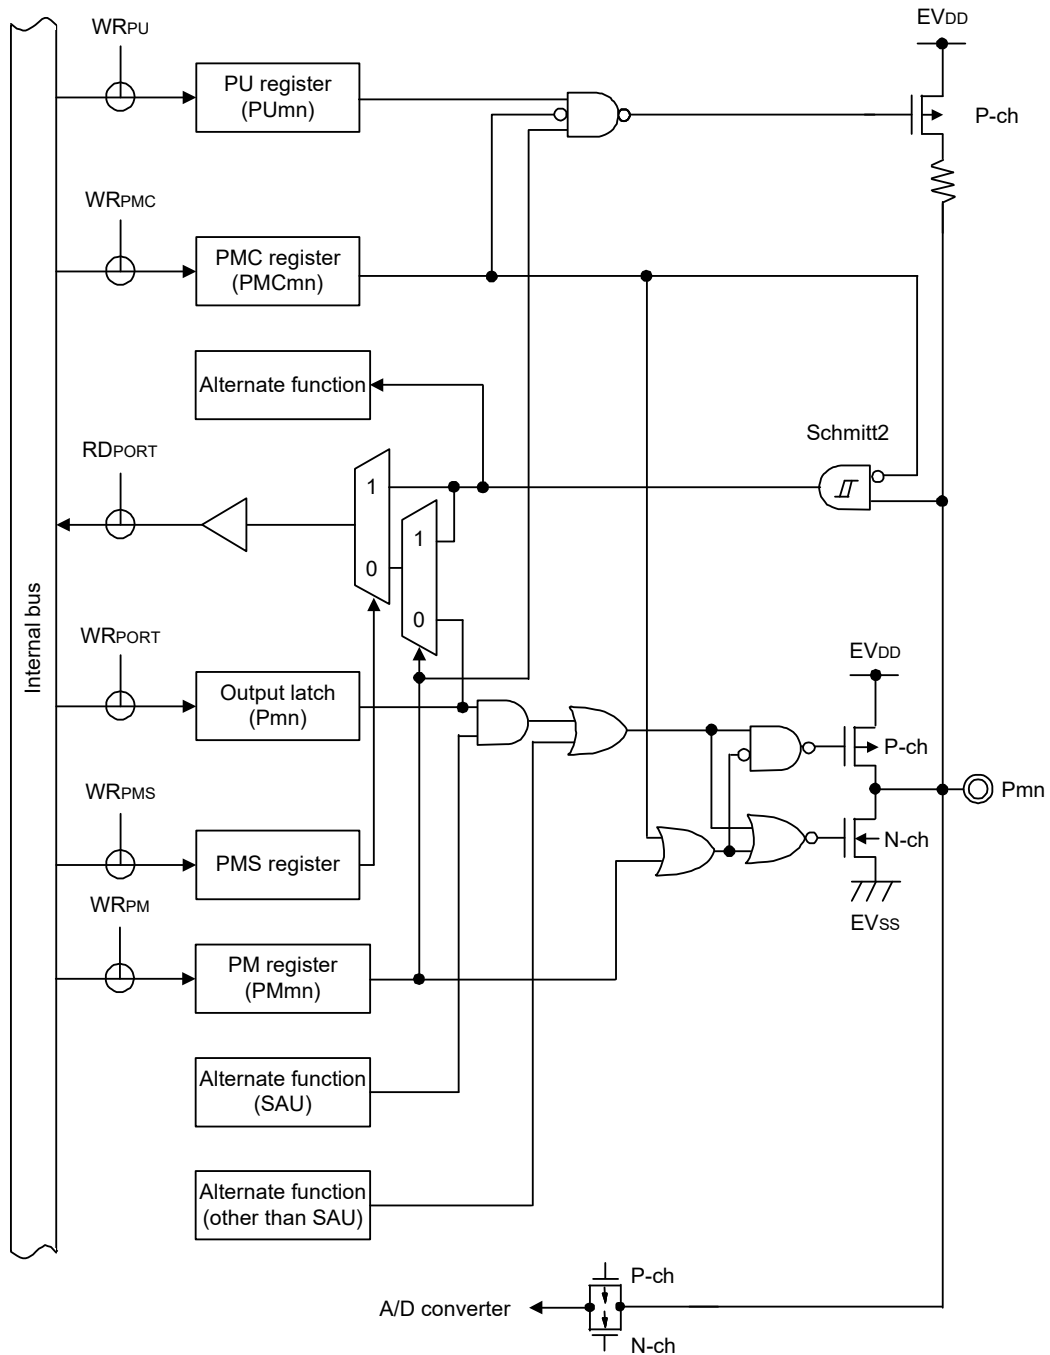 WRPU
EVDD
PU register
(PUmn)
P-ch
WRPMC
PMC register
(PMCmn)
Alternate function
Schmitt2
RDPORT
1
1
0
0
Internal bus
WRPORT
EVDD
Output latch
(Pmn)
P-ch
Pmn
WRPMS
PMS register
N-ch
WRPM
EVSS
PM register
(PMmn)
Alternate function
(SAU)
Alternate function
(other than SAU)
P-ch
A/D converter
N-ch